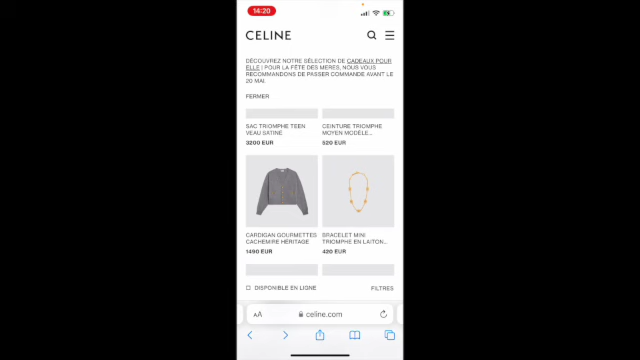 14:20
CELINE
DÉCOUVREZ NOTRE SÉLECTION DE CADEAUX POUR
ELLE ! POUR LA FÊTE DES MÈRES, NOUS VOUS
RECOMMANDONS DE PASSER COMMANDE AVANT LE
20 MAI.
FERMER
SAC TRIOMPHE TEEN
VEAU SATINÉ
3200 EUR
CEINTURE TRIOMPHE
MOYEN MODÈLE...
520 EUR
CARDIGAN GOURMETTES
CACHEMIRE HÉRITAGE
1490 EUR
BRACELET MINI
TRIOMPHE EN LAITON...
420 EUR
DISPONIBLE EN LIGNE
FILTRES
AA
celine.com